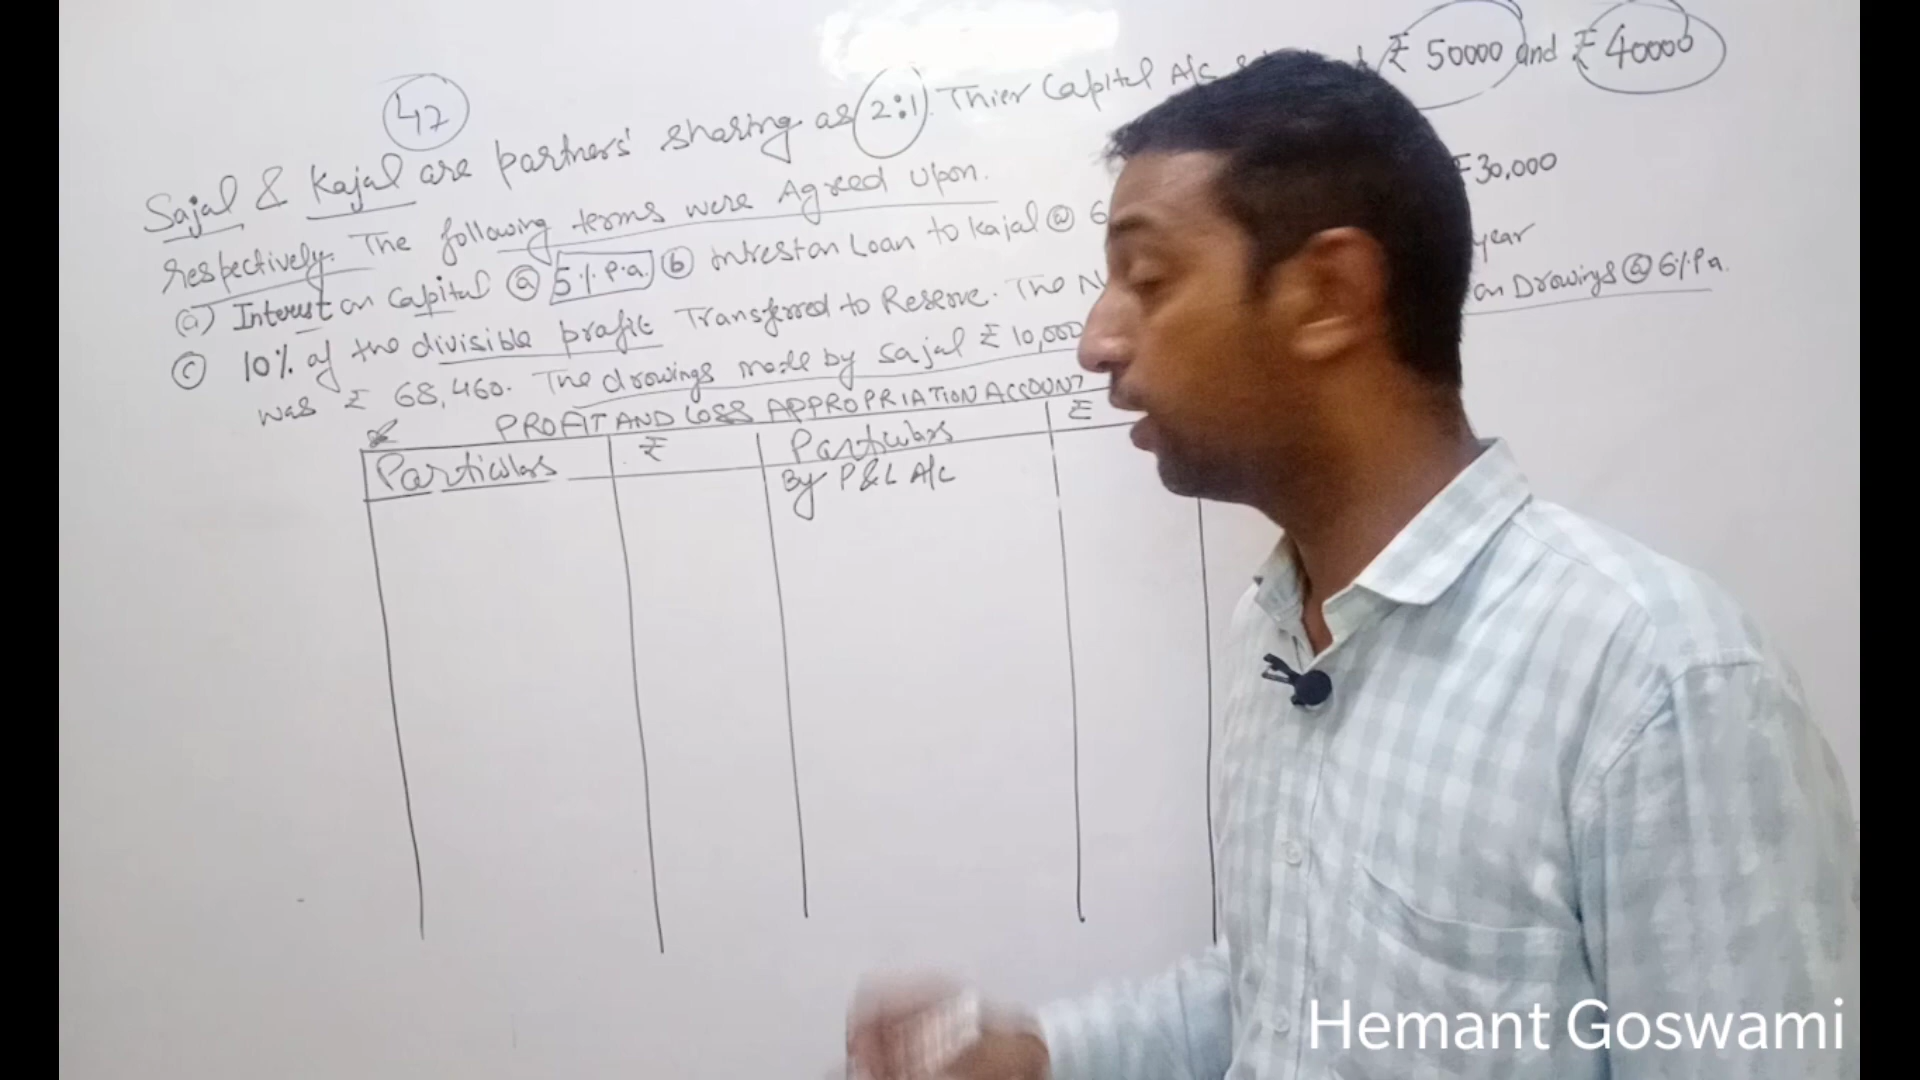 47
Sajal & Kajal are partners' sharing as 2:1. Thier Capital A/c ₹ 50000 and ₹ 40000
respectively. The following terms were Agreed upon. ₹30,000
(a) Interest on Capital @ 5% P.a. (b) intrest on Loan to Kajal @ 6 year
(c) 10% of the divisible profit Transferred to Reserve. The N on Drawings @ 6% Pa.
was ₹ 68,460. The drawings made by Sajal ₹ 10,000
PROFIT AND LOSS APPROPRIATION ACCOUNT
Particulars ₹ Particulars ₹
By P&L A/c
Hemant Goswami